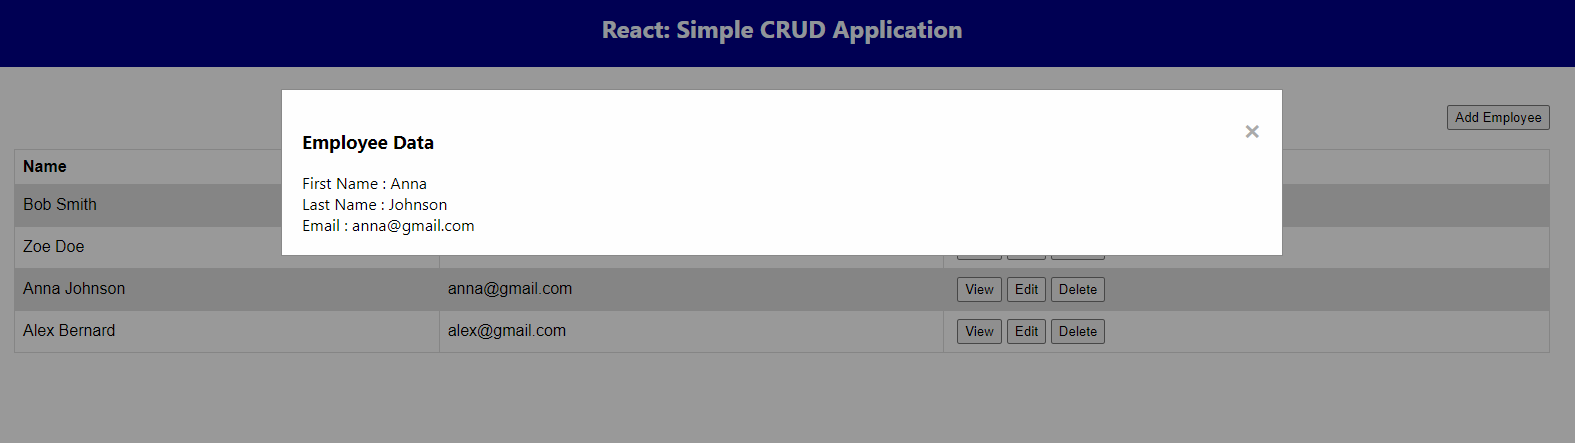 React: Simple CRUD Application
Add Employee
Employee Data
×
First Name : Anna
Last Name : Johnson
Email : anna@gmail.com
Name
Bob Smith
Zoe Doe
Anna Johnson anna@gmail.com View Edit Delete
Alex Bernard alex@gmail.com View Edit Delete